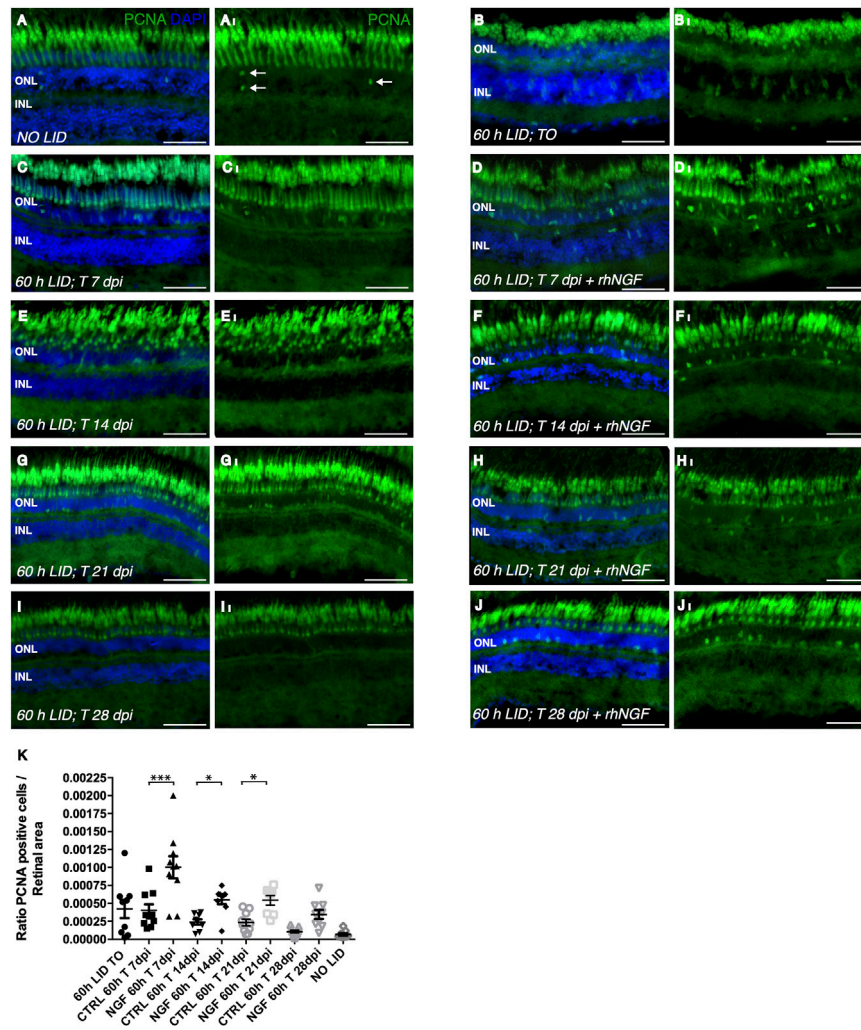 A PCNA DAPI
A ı PCNA
ONL
INL
NO LID
B
B ı
ONL
INL
60 h LID; TO
C
C ı
ONL
INL
60 h LID; T 7 dpi
D
D ı
ONL
INL
60 h LID; T 7 dpi + rhNGF
E
E ı
ONL
INL
60 h LID; T 14 dpi
F
F ı
ONL
INL
60 h LID; T 14 dpi + rhNGF
G
G ı
ONL
INL
60 h LID; T 21 dpi
H
H ı
ONL
INL
60 h LID; T 21 dpi + rhNGF
I
I ı
ONL
INL
60 h LID; T 28 dpi
J
J ı
ONL
INL
60 h LID; T 28 dpi + rhNGF
K
Ratio PCNA positive cells /
Retinal area
0.00225
0.00200
0.00175
0.00150
0.00125
0.00100
0.00075
0.00050
0.00025
0.00000
***
*
*
60h LID TO
CTRL 60h T 7dpi
NGF 60h T 7dpi
CTRL 60h T 14dpi
NGF 60h T 14dpi
CTRL 60h T 21dpi
NGF 60h T 21dpi
CTRL 60h T 28dpi
NGF 60h T 28dpi
NO LID